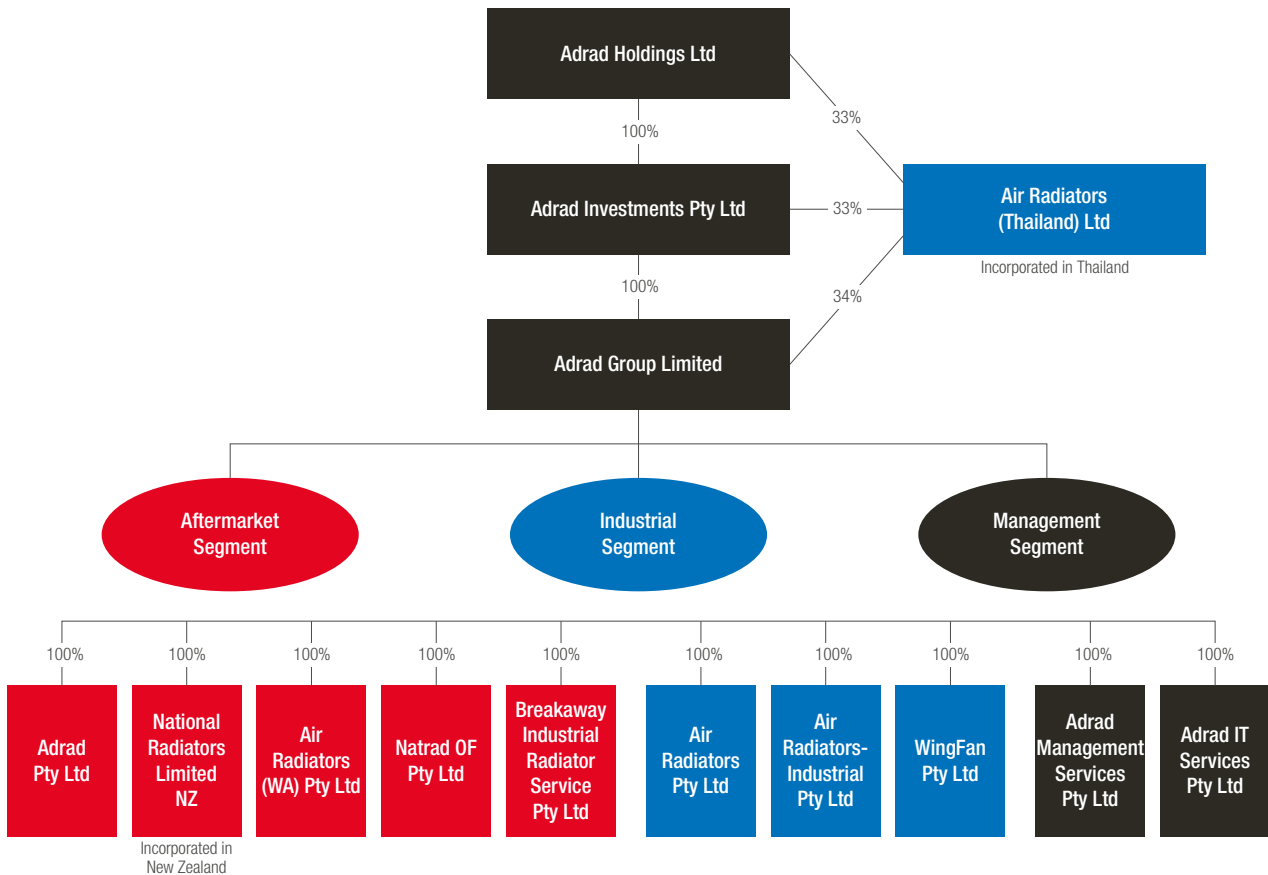 Adrad Holdings Ltd
100%
33%
Adrad Investments Pty Ltd
33%
Air Radiators
(Thailand) Ltd
Incorporated in Thailand
100%
34%
Adrad Group Limited
Aftermarket
Segment
Industrial
Segment
Management
Segment
100%
100%
100%
100%
100%
100%
100%
100%
100%
100%
Adrad
Pty Ltd
National
Radiators
Limited
NZ
Incorporated in
New Zealand
Air
Radiators
(WA) Pty Ltd
Natrad OF
Pty Ltd
Breakaway
Industrial
Radiator
Service
Pty Ltd
Air
Radiators
Pty Ltd
Air
Radiators-
Industrial
Pty Ltd
WingFan
Pty Ltd
Adrad
Management
Services
Pty Ltd
Adrad IT
Services
Pty Ltd